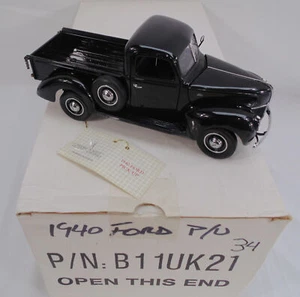 1940 FORD P/U
34
P/N: B11UK21
OPEN THIS END